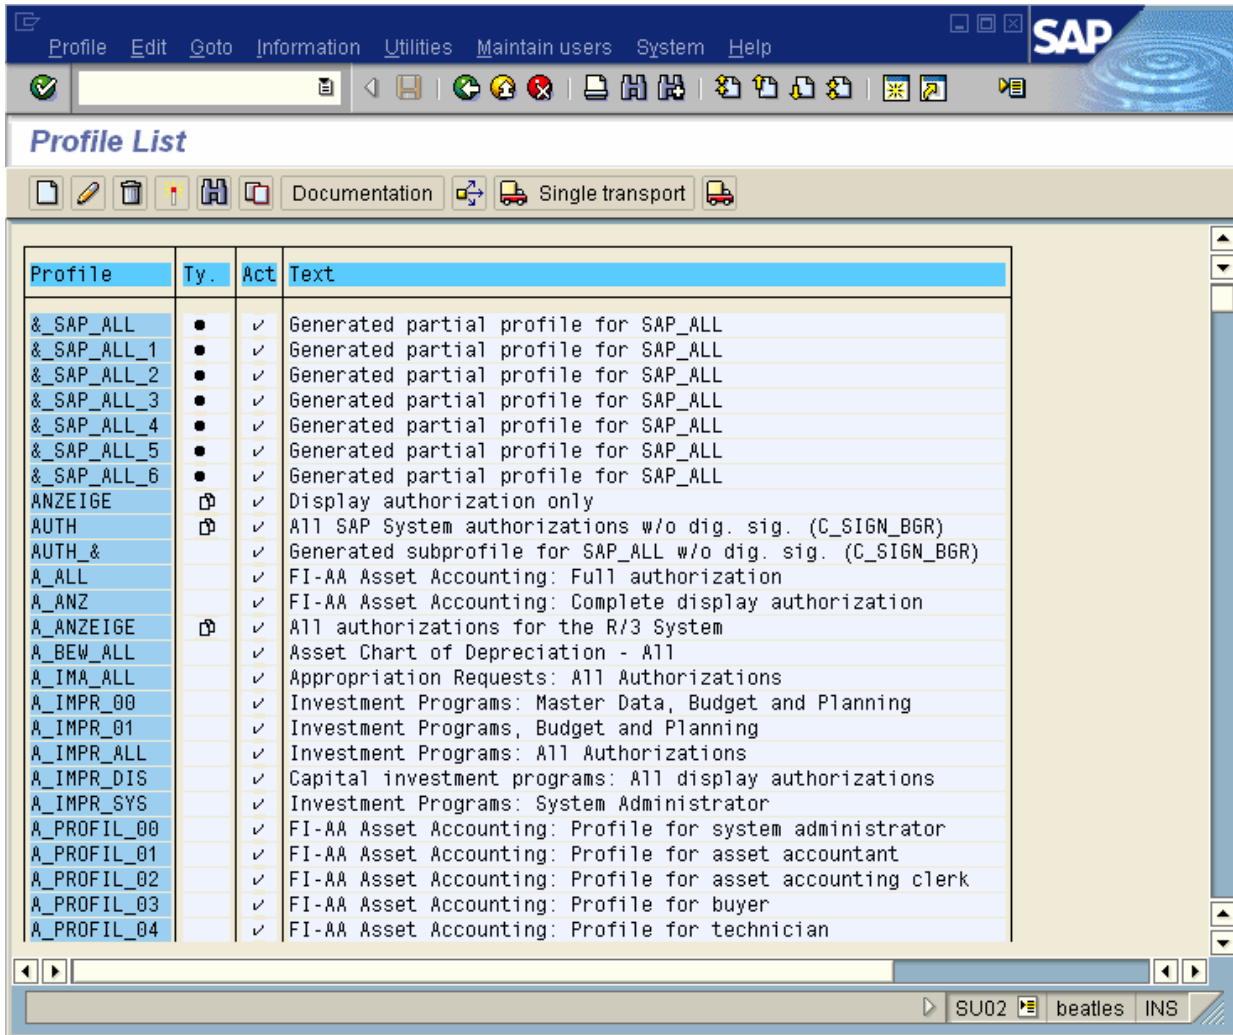 SAP
Profile Edit Goto Information Utilities Maintain users System Help
Profile List
Documentation Single transport
Profile Ty. Act Text
&_SAP_ALL Generated partial profile for SAP_ALL
&_SAP_ALL_1 Generated partial profile for SAP_ALL
&_SAP_ALL_2 Generated partial profile for SAP_ALL
&_SAP_ALL_3 Generated partial profile for SAP_ALL
&_SAP_ALL_4 Generated partial profile for SAP_ALL
&_SAP_ALL_5 Generated partial profile for SAP_ALL
&_SAP_ALL_6 Generated partial profile for SAP_ALL
ANZEIGE Display authorization only
AUTH All SAP System authorizations w/o dig. sig. (C_SIGN_BGR)
AUTH_& Generated subprofile for SAP_ALL w/o dig. sig. (C_SIGN_BGR)
A_ALL FI-AA Asset Accounting: Full authorization
A_ANZ FI-AA Asset Accounting: Complete display authorization
A_ANZEIGE All authorizations for the R/3 System
A_BEW_ALL Asset Chart of Depreciation - All
A_IMA_ALL Appropriation Requests: All Authorizations
A_IMPR_00 Investment Programs: Master Data, Budget and Planning
A_IMPR_01 Investment Programs, Budget and Planning
A_IMPR_ALL Investment Programs: All Authorizations
A_IMPR_DIS Capital investment programs: All display authorizations
A_IMPR_SYS Investment Programs: System Administrator
A_PROFIL_00 FI-AA Asset Accounting: Profile for system administrator
A_PROFIL_01 FI-AA Asset Accounting: Profile for asset accountant
A_PROFIL_02 FI-AA Asset Accounting: Profile for asset accounting clerk
A_PROFIL_03 FI-AA Asset Accounting: Profile for buyer
A_PROFIL_04 FI-AA Asset Accounting: Profile for technician
SU02 beatles INS